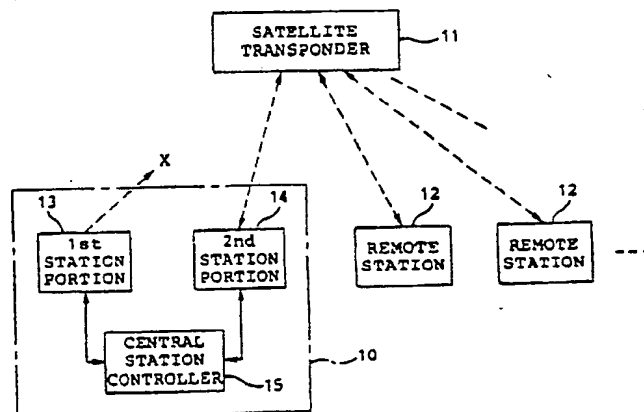 SATELLITE
TRANSPONDER
11
X
13
14
12
12
1st
STATION
PORTION
2nd
STATION
PORTION
REMOTE
STATION
REMOTE
STATION
CENTRAL
STATION
CONTROLLER
10
15